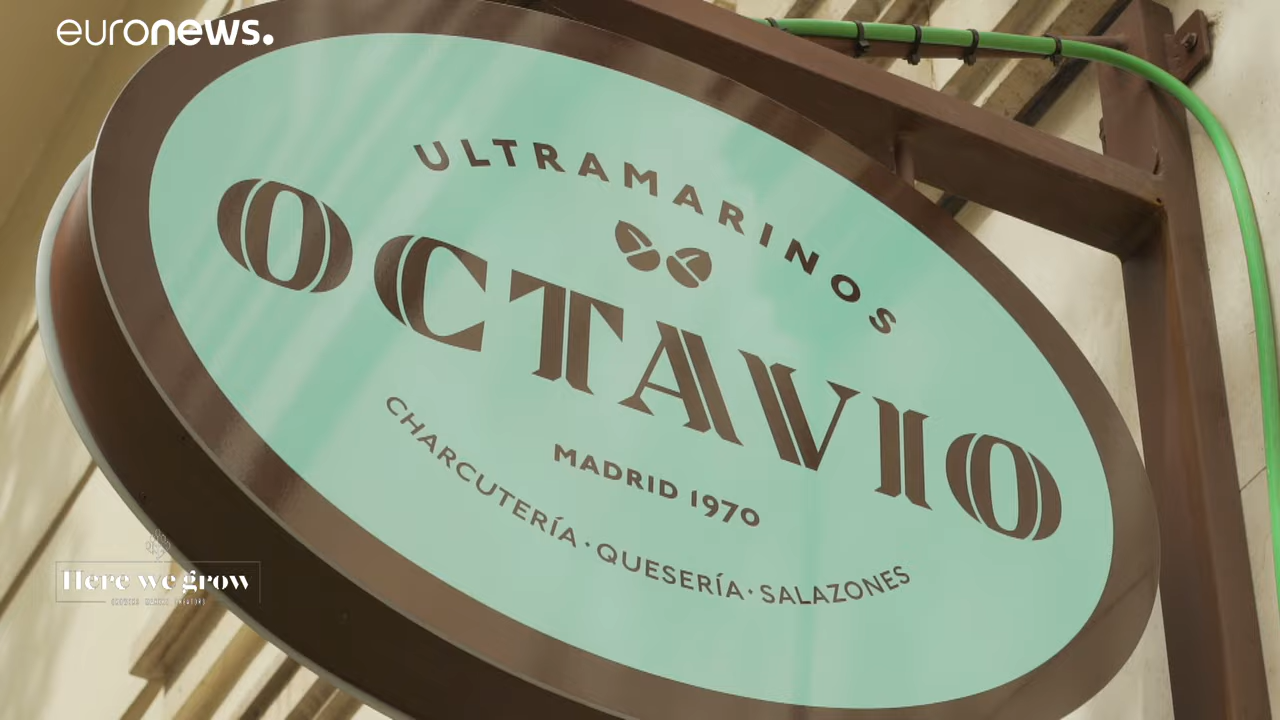 euronews.
ULTRAMARINOS
OCTAVIO
MADRID 1970
CHARCUTERÍA · QUESERÍA · SALAZONES
Here we grow